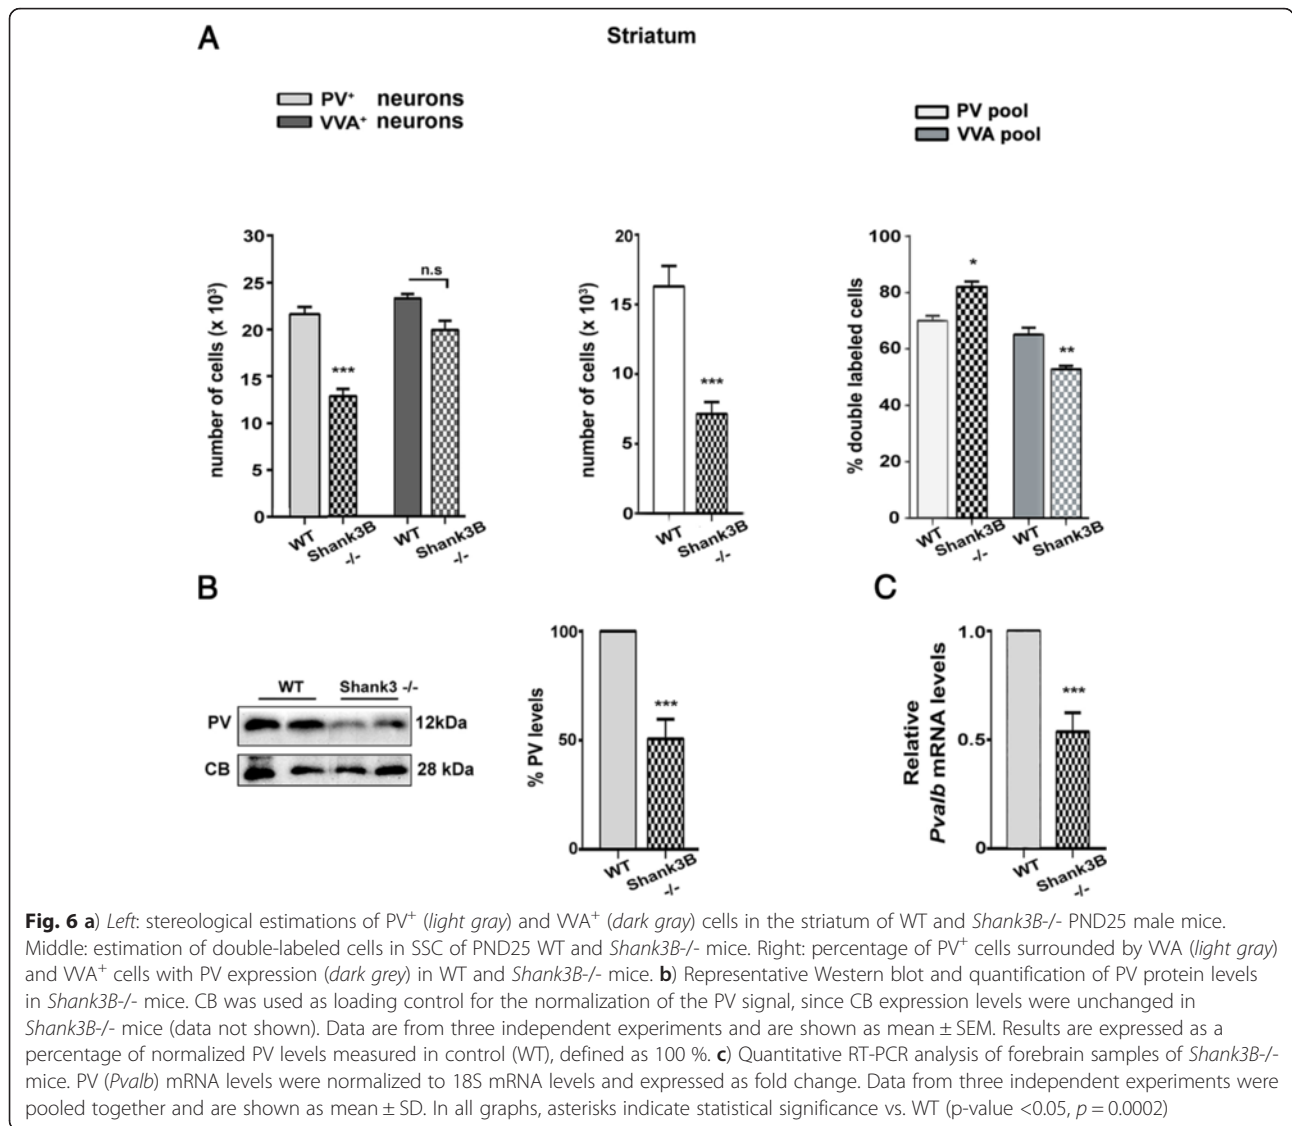 A
Striatum
PV⁺ neurons
VVA⁺ neurons
PV pool
VVA pool
number of cells (x 10³)
30
25
20
15
10
5
0
***
n.s
WT
Shank3B
-/-
WT
Shank3B
-/-
number of cells (x 10³)
20
15
10
5
0
***
WT
Shank3B
-/-
% double labeled cells
100
80
60
40
20
0
*
**
WT
Shank3B
-/-
WT
Shank3B
B
WT Shank3 -/-
PV 12kDa
CB 28 kDa
% PV levels
100
50
0
***
WT
Shank3B
-/-
C
Relative
Pvalb mRNA levels
1.0
0.5
0
***
WT
Shank3B
-/-
Fig. 6 a) Left: stereological estimations of PV⁺ (light gray) and VVA⁺ (dark gray) cells in the striatum of WT and Shank3B-/- PND25 male mice.
Middle: estimation of double-labeled cells in SSC of PND25 WT and Shank3B-/- mice. Right: percentage of PV⁺ cells surrounded by VVA (light gray)
and VVA⁺ cells with PV expression (dark grey) in WT and Shank3B-/- mice. b) Representative Western blot and quantification of PV protein levels
in Shank3B-/- mice. CB was used as loading control for the normalization of the PV signal, since CB expression levels were unchanged in
Shank3B-/- mice (data not shown). Data are from three independent experiments and are shown as mean ± SEM. Results are expressed as a
percentage of normalized PV levels measured in control (WT), defined as 100 %. c) Quantitative RT-PCR analysis of forebrain samples of Shank3B-/-
mice. PV (Pvalb) mRNA levels were normalized to 18S mRNA levels and expressed as fold change. Data from three independent experiments were
pooled together and are shown as mean ± SD. In all graphs, asterisks indicate statistical significance vs. WT (p-value <0.05, p = 0.0002)